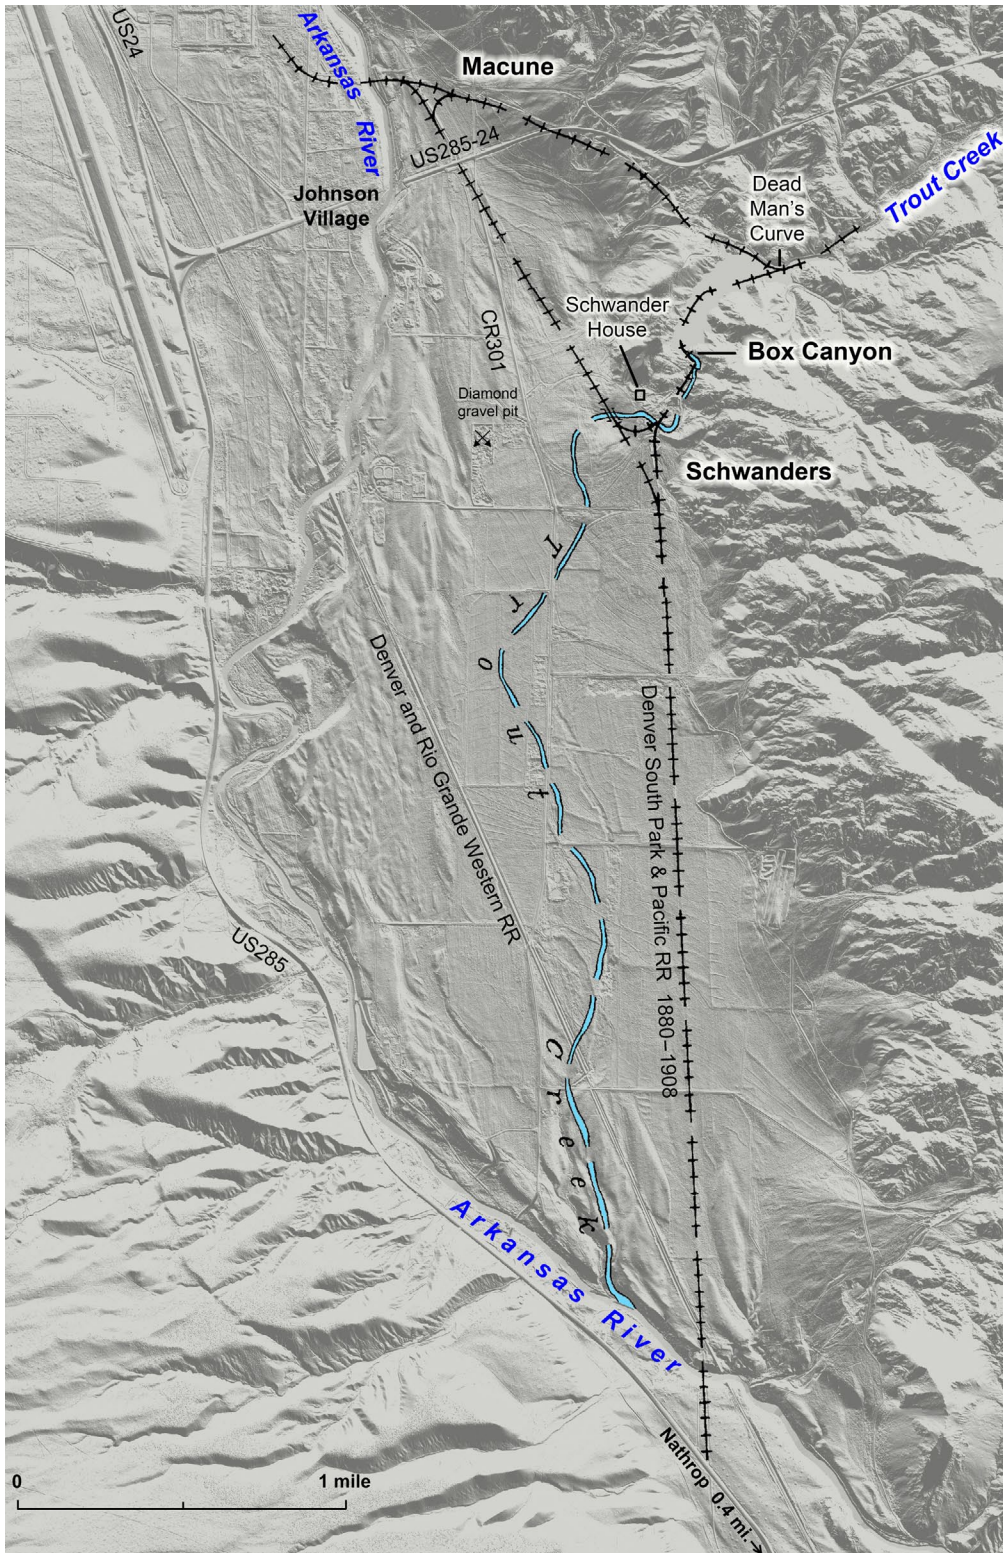 US24
Arkansas
River
Macune
US285-24
Johnson
Village
Dead
Man's
Curve
Trout Creek
Schwander
House
CR301
Box Canyon
Diamond
gravel pit
Schwanders
Trout
Denver and Rio Grande Western RR
Denver South Park & Pacific RR 1880–1908
US285
Creek
Arkansas River
Nathrop 0.4 mi. →
0
1 mile